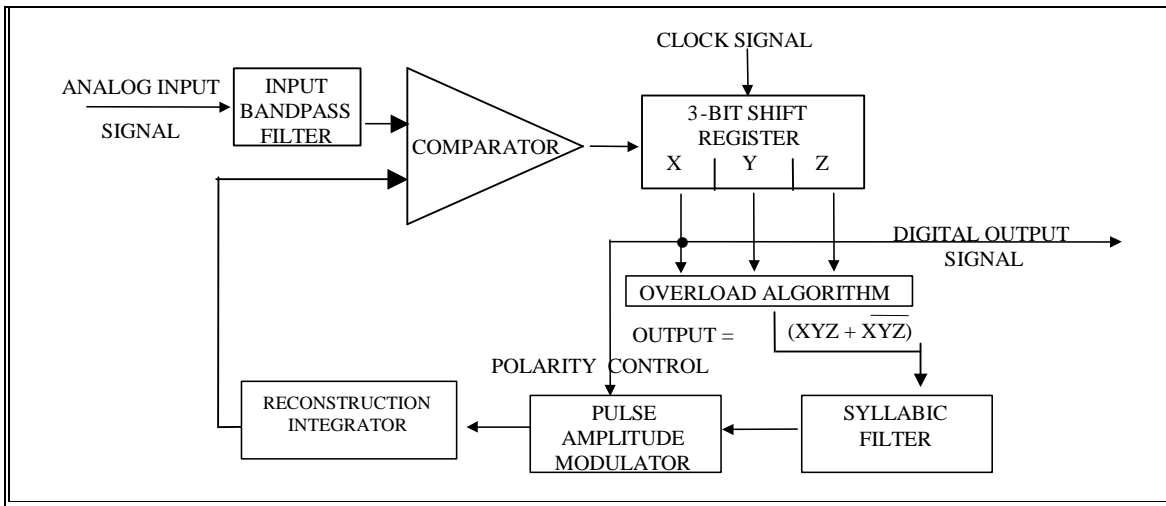 CLOCK SIGNAL
ANALOG INPUT
SIGNAL
INPUT
BANDPASS
FILTER
COMPARATOR
3-BIT SHIFT
REGISTER
X Y Z
DIGITAL OUTPUT
SIGNAL
OVERLOAD ALGORITHM
OUTPUT = (XYZ + X̅Y̅Z̅)
POLARITY CONTROL
RECONSTRUCTION
INTEGRATOR
PULSE
AMPLITUDE
MODULATOR
SYLLABIC
FILTER